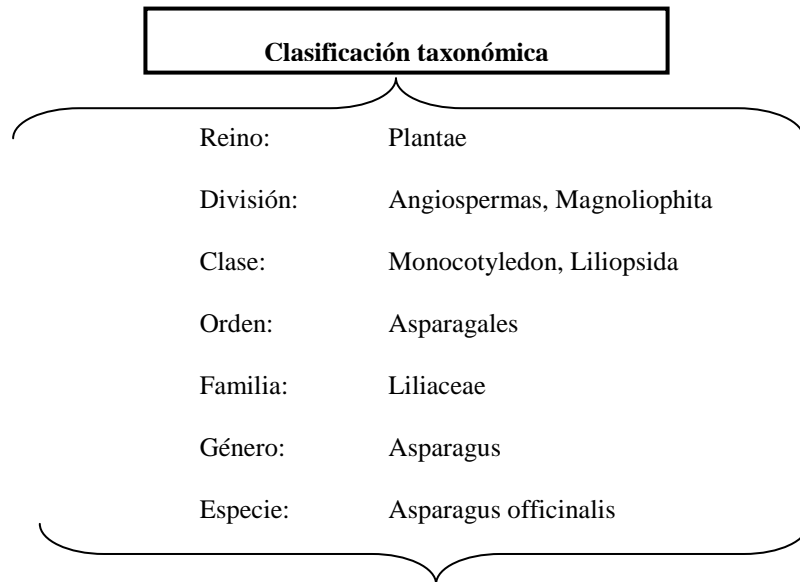 Clasificación taxonómica
Reino: Plantae
División: Angiospermas, Magnoliophita
Clase: Monocotyledon, Liliopsida
Orden: Asparagales
Familia: Liliaceae
Género: Asparagus
Especie: Asparagus officinalis